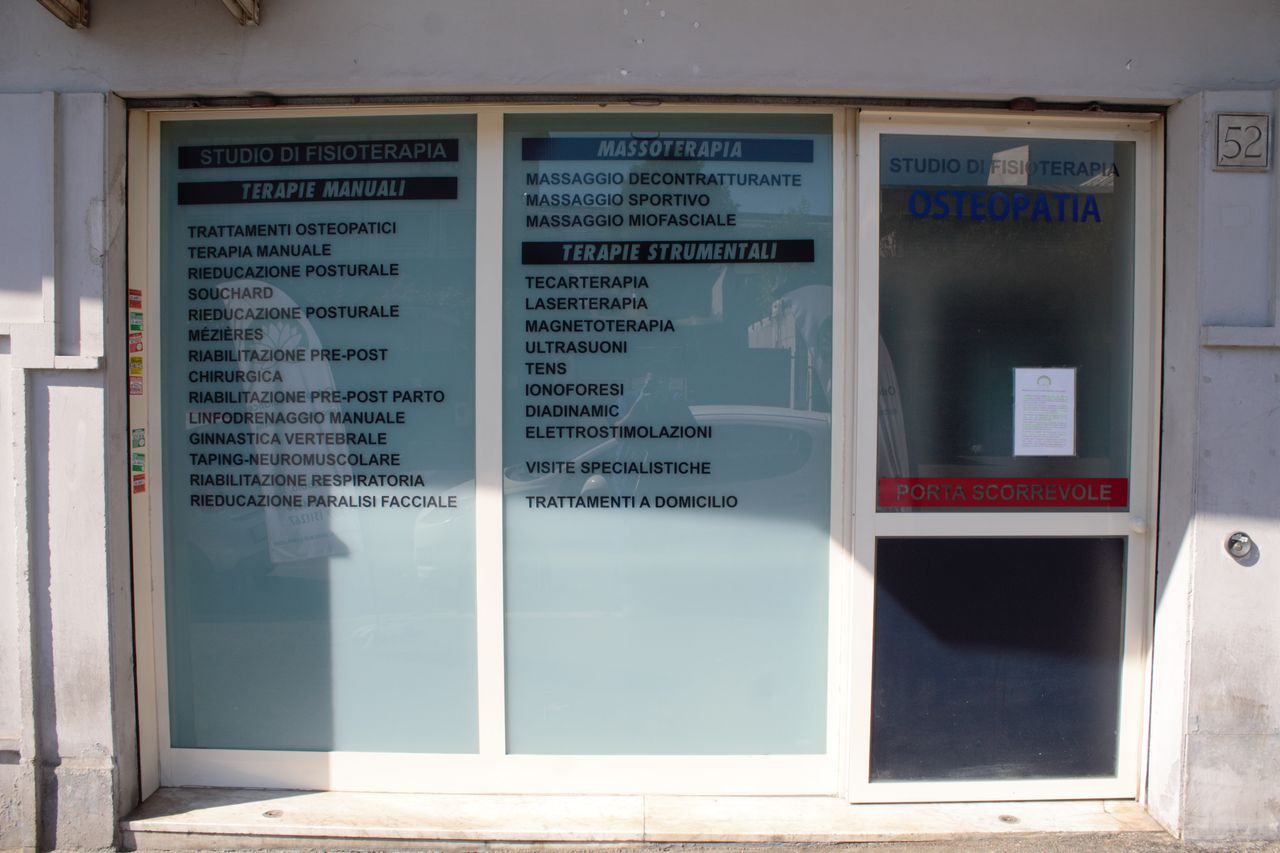 STUDIO DI FISIOTERAPIA
TERAPIE MANUALI
TRATTAMENTI OSTEOPATICI
TERAPIA MANUALE
RIEDUCAZIONE POSTURALE
SOUCHARD
RIEDUCAZIONE POSTURALE
MÉZIÈRES
RIABILITAZIONE PRE-POST
CHIRURGICA
RIABILITAZIONE PRE-POST PARTO
LINFODRENAGGIO MANUALE
GINNASTICA VERTEBRALE
TAPING-NEUROMUSCOLARE
RIABILITAZIONE RESPIRATORIA
RIEDUCAZIONE PARALISI FACCIALE
MASSOTERAPIA
MASSAGGIO DECONTRATTURANTE
MASSAGGIO SPORTIVO
MASSAGGIO MIOFASCIALE
TERAPIE STRUMENTALI
TECARTERAPIA
LASERTERAPIA
MAGNETOTERAPIA
ULTRASUONI
TENS
IONOFORESI
DIADINAMIC
ELETTROSTIMOLAZIONI
VISITE SPECIALISTICHE
TRATTAMENTI A DOMICILIO
STUDIO DI FISIOTERAPIA
OSTEOPATIA
PORTA SCORREVOLE
52